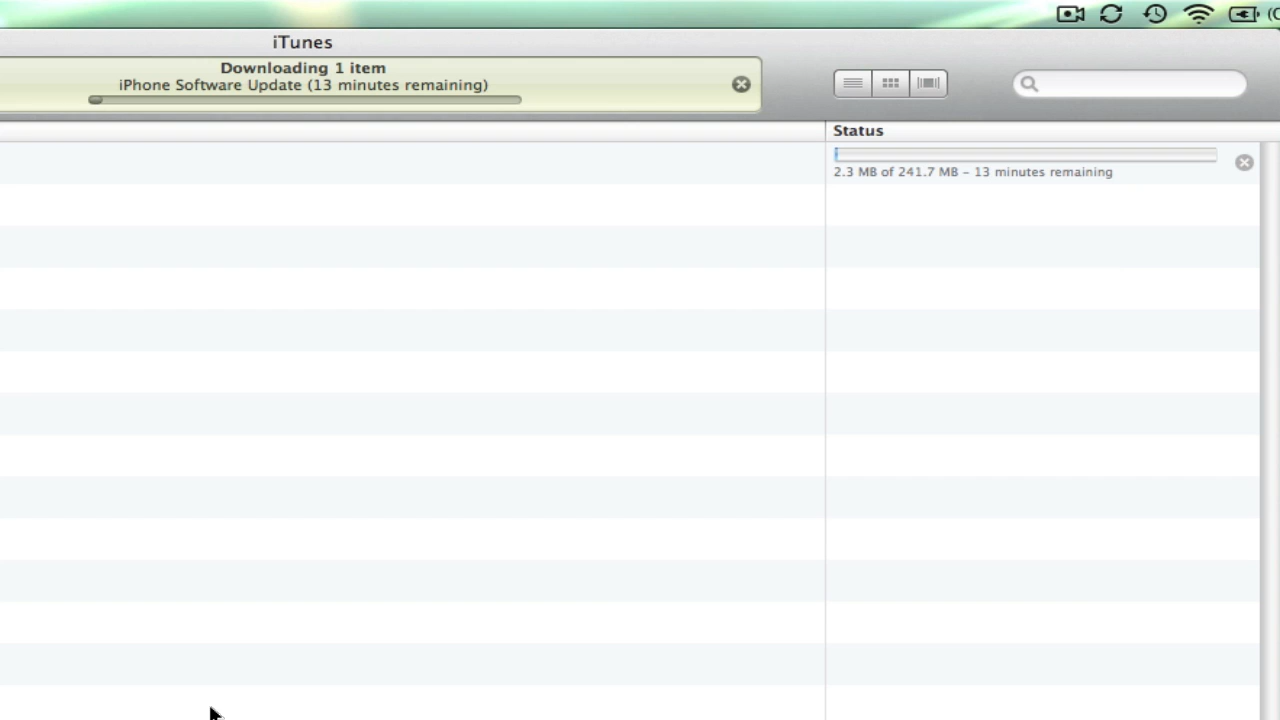 iTunes
Downloading 1 item
iPhone Software Update (13 minutes remaining)
Status
2.3 MB of 241.7 MB – 13 minutes remaining